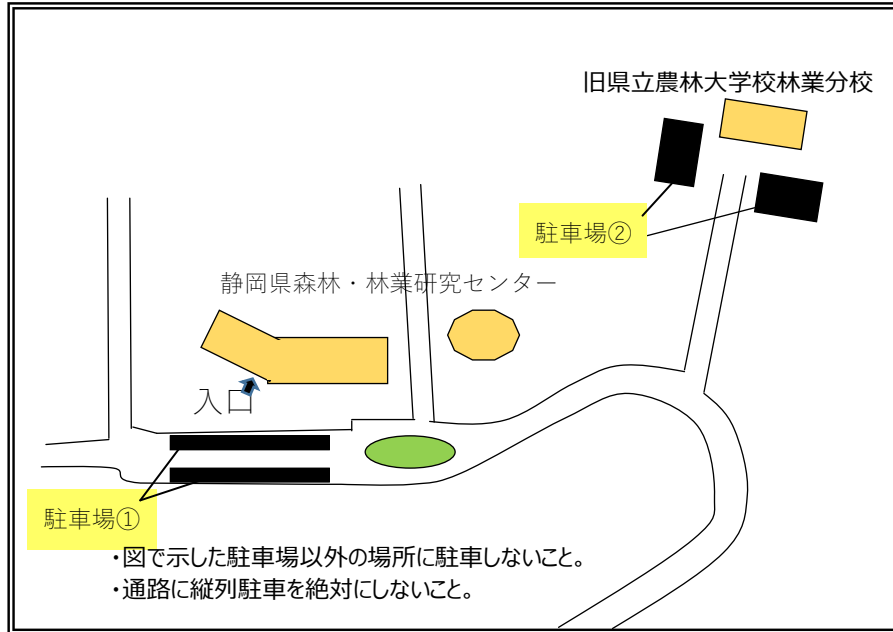 旧県立農林大学校林業分校
駐車場②
静岡県森林・林業研究センター
入口
駐車場①
・図で示した駐車場以外の場所に駐車しないこと。
・通路に縦列駐車を絶対にしないこと。